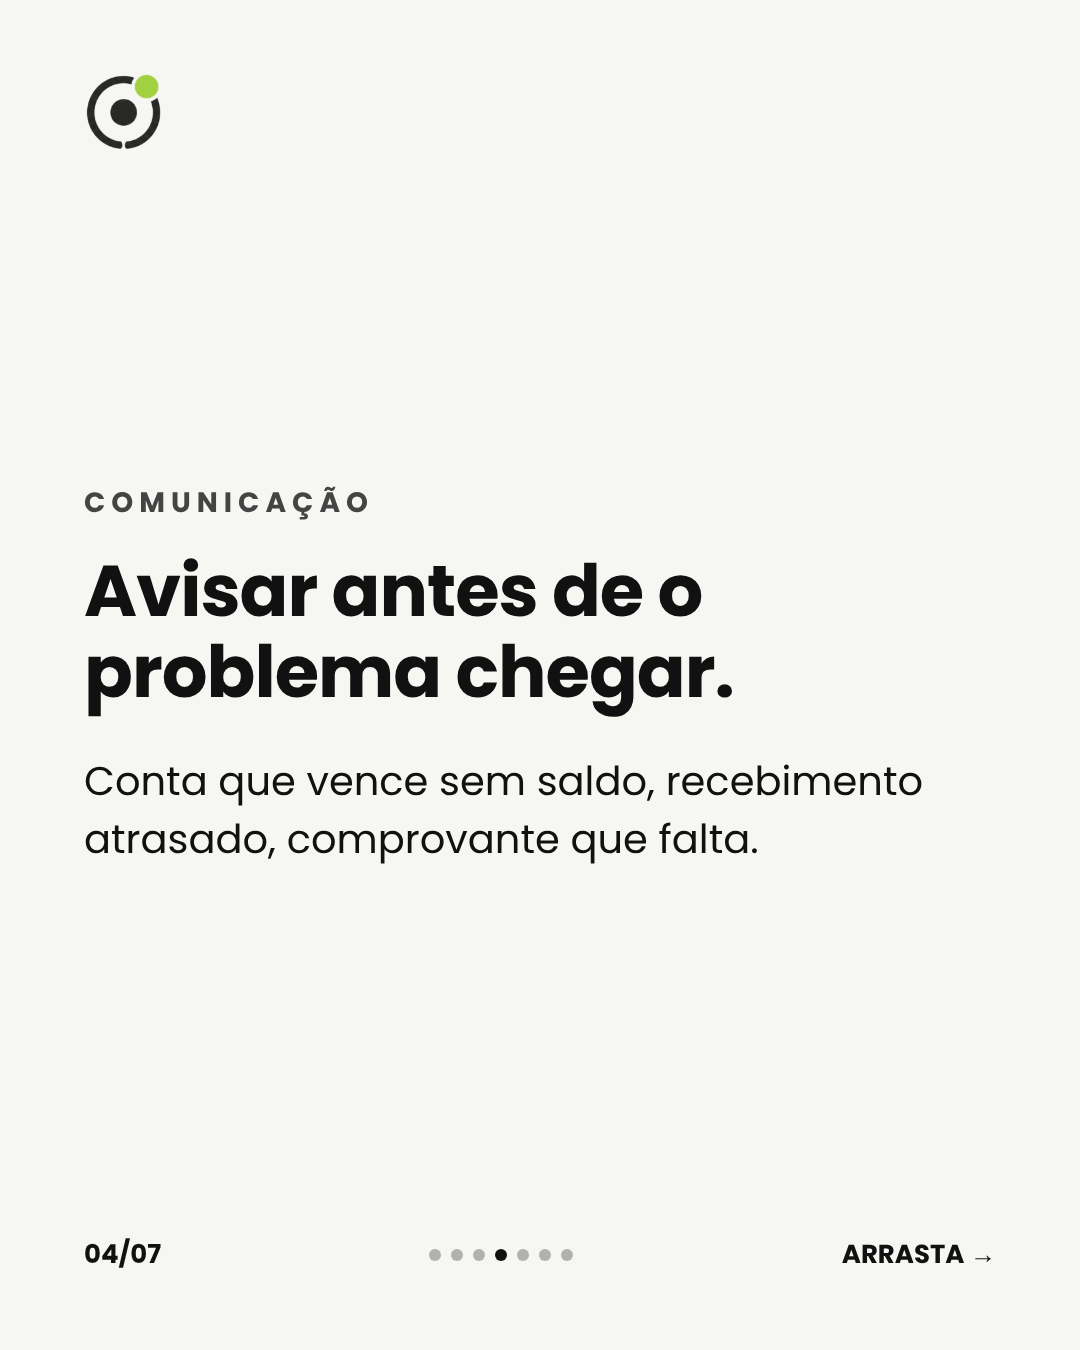 COMUNICAÇÃO
Avisar antes de o
problema chegar.
Conta que vence sem saldo, recebimento
atrasado, comprovante que falta.
04/07
ARRASTA →